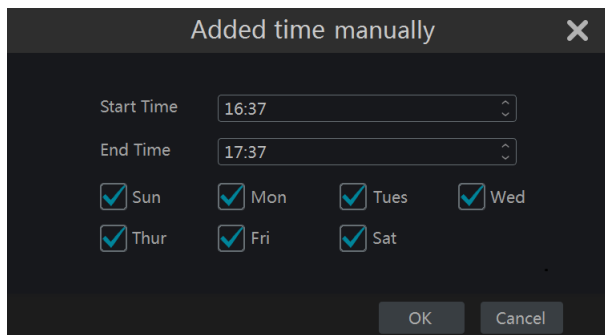 Added time manually
Start Time 16:37
End Time 17:37
Sun Mon Tues Wed
Thur Fri Sat
OK Cancel